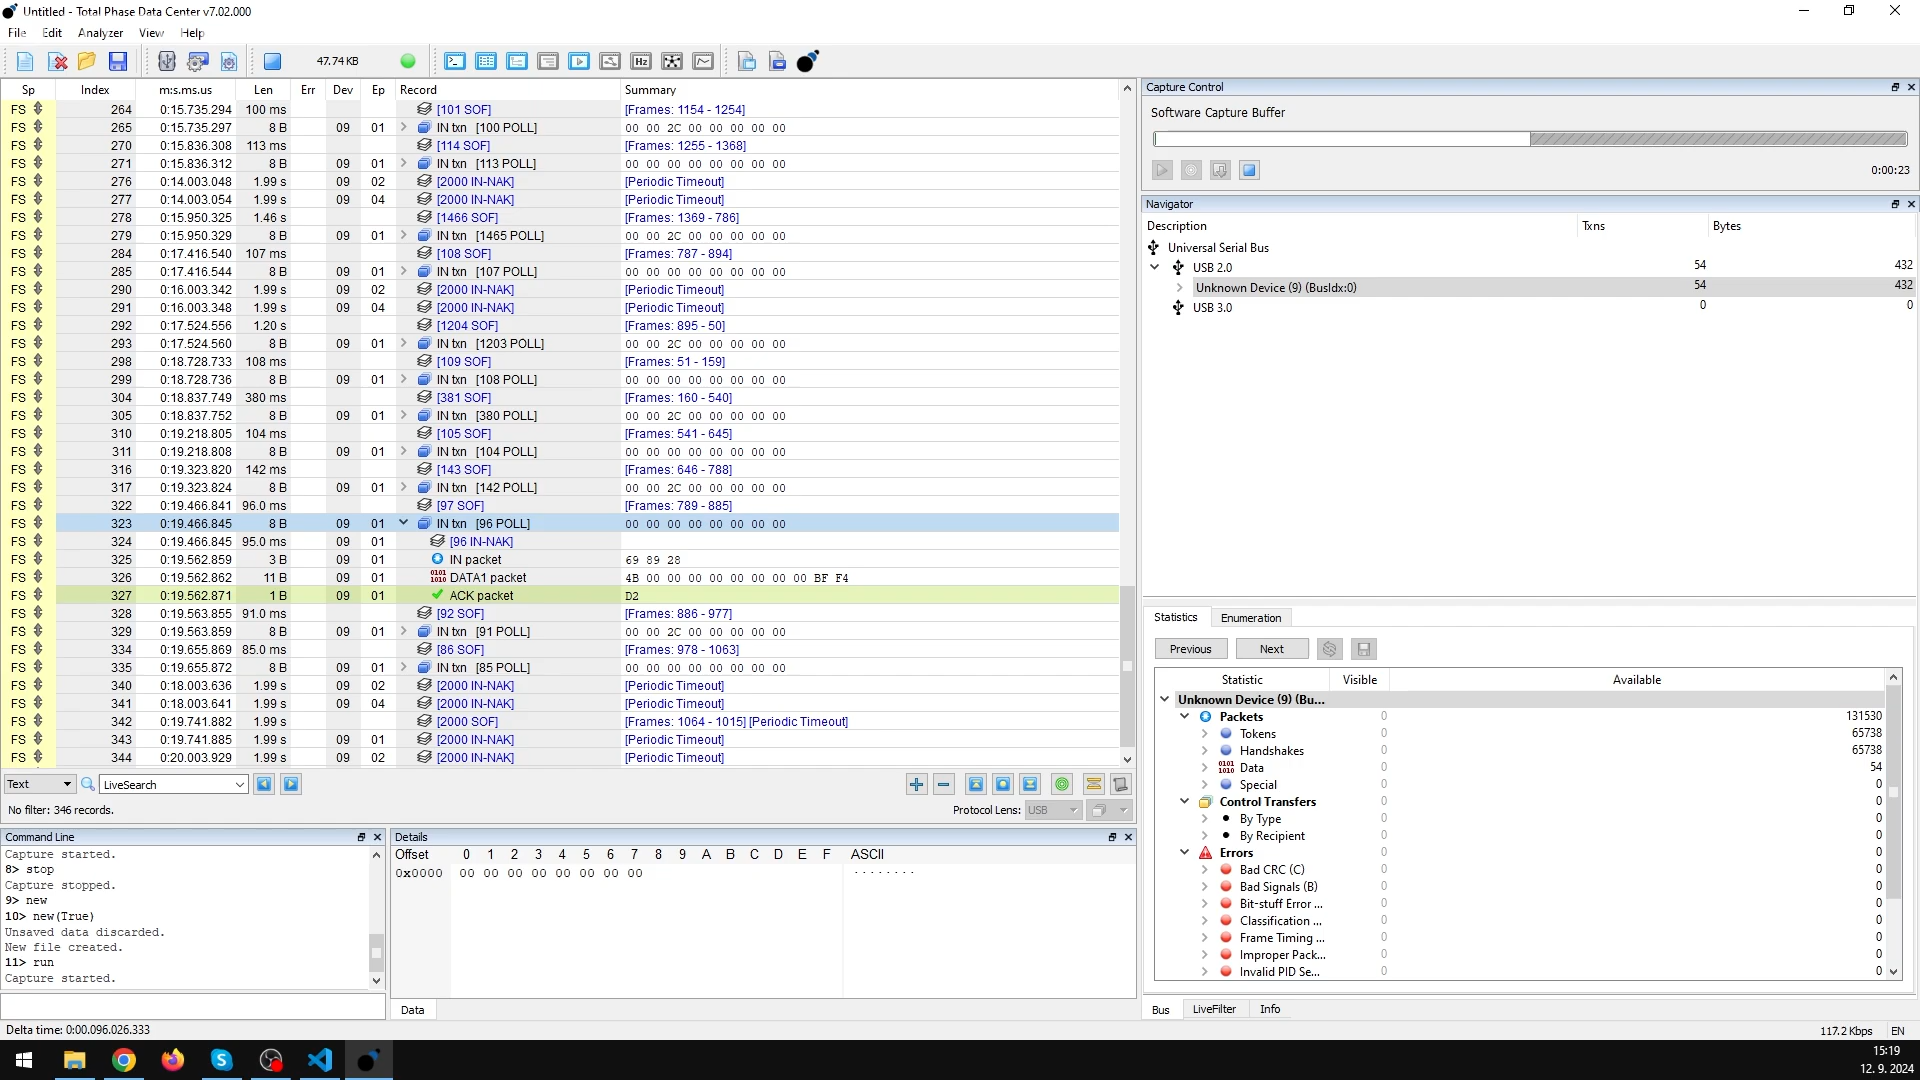 Untitled - Total Phase Data Center v7.02.000
File Edit Analyzer View Help
47.74 KB
Hz
Sp Index m:s.ms.us Len Err Dev Ep Record Summary
FS 264 0:15.735.294 100 ms [101 SOF] [Frames: 1154 - 1254]
FS 265 0:15.735.297 8 B 09 01 IN txn [100 POLL] 00 00 2C 00 00 00 00 00
FS 270 0:15.836.308 113 ms [114 SOF] [Frames: 1255 - 1368]
FS 271 0:15.836.312 8 B 09 01 IN txn [113 POLL] 00 00 00 00 00 00 00 00
FS 276 0:14.003.048 1.99 s 09 02 [2000 IN-NAK] [Periodic Timeout]
FS 277 0:14.003.054 1.99 s 09 04 [2000 IN-NAK] [Periodic Timeout]
FS 278 0:15.950.325 1.46 s [1466 SOF] [Frames: 1369 - 786]
FS 279 0:15.950.329 8 B 09 01 IN txn [1465 POLL] 00 00 2C 00 00 00 00 00
FS 284 0:17.416.540 107 ms [108 SOF] [Frames: 787 - 894]
FS 285 0:17.416.544 8 B 09 01 IN txn [107 POLL] 00 00 00 00 00 00 00 00
FS 290 0:16.003.342 1.99 s 09 02 [2000 IN-NAK] [Periodic Timeout]
FS 291 0:16.003.348 1.99 s 09 04 [2000 IN-NAK] [Periodic Timeout]
FS 292 0:17.524.556 1.20 s [1204 SOF] [Frames: 895 - 50]
FS 293 0:17.524.560 8 B 09 01 IN txn [1203 POLL] 00 00 2C 00 00 00 00 00
FS 298 0:18.728.733 108 ms [109 SOF] [Frames: 51 - 159]
FS 299 0:18.728.736 8 B 09 01 IN txn [108 POLL] 00 00 00 00 00 00 00 00
FS 304 0:18.837.749 380 ms [381 SOF] [Frames: 160 - 540]
FS 305 0:18.837.752 8 B 09 01 IN txn [380 POLL] 00 00 2C 00 00 00 00 00
FS 310 0:19.218.805 104 ms [105 SOF] [Frames: 541 - 645]
FS 311 0:19.218.808 8 B 09 01 IN txn [104 POLL] 00 00 00 00 00 00 00 00
FS 316 0:19.323.820 142 ms [143 SOF] [Frames: 646 - 788]
FS 317 0:19.323.824 8 B 09 01 IN txn [142 POLL] 00 00 2C 00 00 00 00 00
FS 322 0:19.466.841 96.0 ms [97 SOF] [Frames: 789 - 885]
FS 323 0:19.466.845 8 B 09 01 IN txn [96 POLL] 00 00 00 00 00 00 00 00
FS 324 0:19.466.845 95.0 ms 09 01 [96 IN-NAK]
FS 325 0:19.562.859 3 B 09 01 IN packet 69 89 28
FS 326 0:19.562.862 11 B 09 01 DATA1 packet 4B 00 00 00 00 00 00 00 00 BF F4
FS 327 0:19.562.871 1 B 09 01 ACK packet D2
FS 328 0:19.563.855 91.0 ms [92 SOF] [Frames: 886 - 977]
FS 329 0:19.563.859 8 B 09 01 IN txn [91 POLL] 00 00 2C 00 00 00 00 00
FS 334 0:19.655.869 85.0 ms [86 SOF] [Frames: 978 - 1063]
FS 335 0:19.655.872 8 B 09 01 IN txn [85 POLL] 00 00 00 00 00 00 00 00
FS 340 0:18.003.636 1.99 s 09 02 [2000 IN-NAK] [Periodic Timeout]
FS 341 0:18.003.641 1.99 s 09 04 [2000 IN-NAK] [Periodic Timeout]
FS 342 0:19.741.882 1.99 s [2000 SOF] [Frames: 1064 - 1015] [Periodic Timeout]
FS 343 0:19.741.885 1.99 s 09 01 [2000 IN-NAK] [Periodic Timeout]
FS 344 0:20.003.929 1.99 s 09 02 [2000 IN-NAK] [Periodic Timeout]
Text LiveSearch
No filter: 346 records. Protocol Lens: USB
Command Line
Capture started.
8> stop
Capture stopped.
9> new
10> new(True)
Unsaved data discarded.
New file created.
11> run
Capture started.
Details
Offset 0 1 2 3 4 5 6 7 8 9 A B C D E F ASCII
0x0000 00 00 00 00 00 00 00 00 ........
Data
Capture Control
Software Capture Buffer
0:00:23
Navigator
Description Txns Bytes
Universal Serial Bus
USB 2.0 54 432
Unknown Device (9) (BusIdx:0) 54 432
USB 3.0 0 0
Statistics Enumeration
Previous Next
Statistic Visible Available
Unknown Device (9) (Bu...
Packets 0 131530
Tokens 0 65738
Handshakes 0 65738
0101 1010 Data 0 54
Special 0 0
Control Transfers 0 0
By Type 0 0
By Recipient 0 0
Errors 0 0
Bad CRC (C) 0 0
Bad Signals (B) 0 0
Bit-stuff Error ... 0 0
Classification ... 0 0
Frame Timing ... 0 0
Improper Pack... 0 0
Invalid PID Se... 0 0
Bus LiveFilter Info
Delta time: 0:00.096.026.333 117.2 Kbps EN
15:19
12. 9. 2024